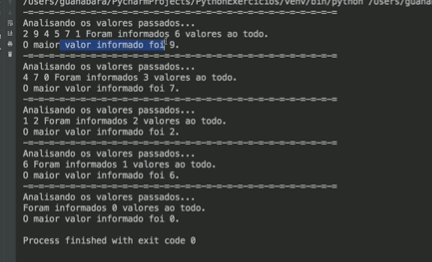 /Users/guanabara/PycharmProjects/PythonExercicios/venv/bin/python /Users/guana
-=-=-=-=-=-=-=-=-=-=-=-=-=-=-=-=-=-=-=-=-=-=-=-=-=-=-=-=-=-=
Analisando os valores passados...
2 9 4 5 7 1 Foram informados 6 valores ao todo.
O maior valor informado foi 9.
-=-=-=-=-=-=-=-=-=-=-=-=-=-=-=-=-=-=-=-=-=-=-=-=-=-=-=-=-=-=
Analisando os valores passados...
4 7 0 Foram informados 3 valores ao todo.
O maior valor informado foi 7.
-=-=-=-=-=-=-=-=-=-=-=-=-=-=-=-=-=-=-=-=-=-=-=-=-=-=-=-=-=-=
Analisando os valores passados...
1 2 Foram informados 2 valores ao todo.
O maior valor informado foi 2.
-=-=-=-=-=-=-=-=-=-=-=-=-=-=-=-=-=-=-=-=-=-=-=-=-=-=-=-=-=-=
Analisando os valores passados...
6 Foram informados 1 valores ao todo.
O maior valor informado foi 6.
-=-=-=-=-=-=-=-=-=-=-=-=-=-=-=-=-=-=-=-=-=-=-=-=-=-=-=-=-=-=
Analisando os valores passados...
Foram informados 0 valores ao todo.
O maior valor informado foi 0.
Process finished with exit code 0